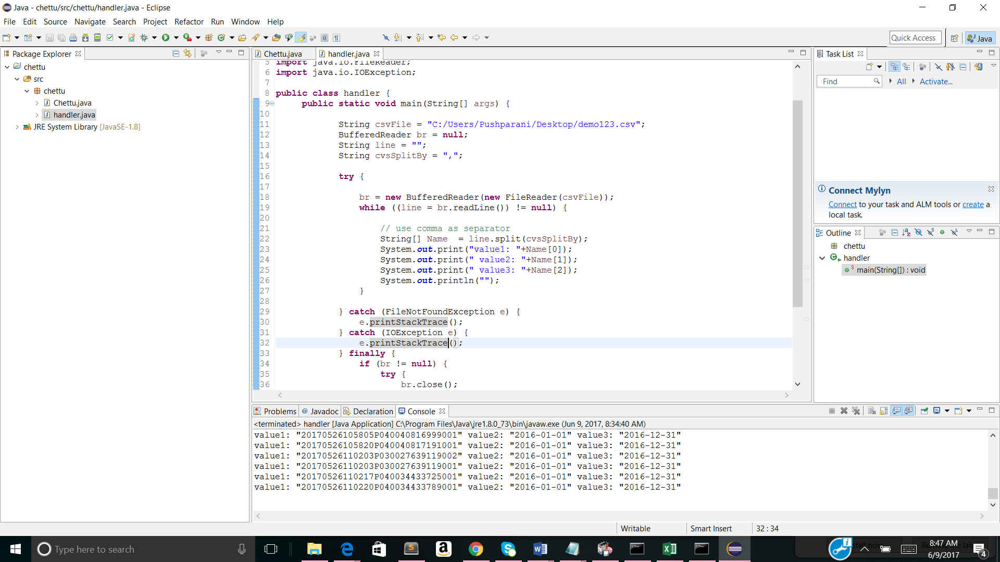 Java - chettu/src/chettu/handler.java - Eclipse
File Edit Source Navigate Search Project Refactor Run Window Help
Quick Access
Java
Package Explorer
chettu
src
chettu
Chettu.java
handler.java
JRE System Library [JavaSE-1.8]
Chettu.java
handler.java
5 import java.io.FileReader;
6 import java.io.IOException;
7
8 public class handler {
9 public static void main(String[] args) {
10
11 String csvFile = "C:/Users/Pushparani/Desktop/demo123.csv";
12 BufferedReader br = null;
13 String line = "";
14 String cvsSplitBy = ",";
15
16 try {
17
18 br = new BufferedReader(new FileReader(csvFile));
19 while ((line = br.readLine()) != null) {
20
21 // use comma as separator
22 String[] Name  = line.split(cvsSplitBy);
23 System.out.print("value1: "+Name[0]);
24 System.out.print(" value2: "+Name[1]);
25 System.out.print(" value3: "+Name[2]);
26 System.out.println("");
27 }
28
29 } catch (FileNotFoundException e) {
30 e.printStackTrace();
31 } catch (IOException e) {
32 e.printStackTrace();
33 } finally {
34 if (br != null) {
35 try {
36 br.close();
Task List
Find
All
Activate...
Connect Mylyn
Connect to your task and ALM tools or create a
local task.
Outline
chettu
handler
main(String[]) : void
Problems @ Javadoc Declaration Console
<terminated> handler [Java Application] C:\Program Files\Java\jre1.8.0_73\bin\javaw.exe (Jun 9, 2017, 8:34:40 AM)
value1: "20170526105805P040040816999001" value2: "2016-01-01" value3: "2016-12-31"
value1: "20170526105820P040040817191001" value2: "2016-01-01" value3: "2016-12-31"
value1: "20170526110203P030027639119002" value2: "2016-01-01" value3: "2016-12-31"
value1: "20170526110203P030027639119001" value2: "2016-01-01" value3: "2016-12-31"
value1: "20170526110217P040034433725001" value2: "2016-01-01" value3: "2016-12-31"
value1: "20170526110220P040034433789001" value2: "2016-01-01" value3: "2016-12-31"
Writable
Smart Insert
32 : 34
Type here to search
8:47 AM
6/9/2017
4